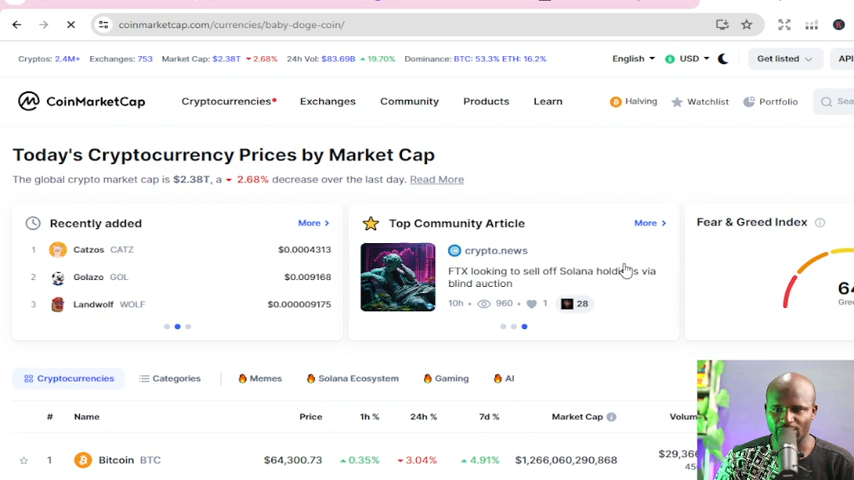 coinmarketcap.com/currencies/baby-doge-coin/
Cryptos: 2.4M+ Exchanges: 753 Market Cap: $2.38T 2.68% 24h Vol: $83.69B 19.70% Dominance: BTC: 53.3% ETH: 16.2% English USD Get listed API
CoinMarketCap Cryptocurrencies Exchanges Community Products Learn Halving Watchlist Portfolio Sea
Today's Cryptocurrency Prices by Market Cap
The global crypto market cap is $2.38T, a 2.68% decrease over the last day. Read More
Recently added More >
1 Catzos CATZ $0.0004313
2 Golazo GOL $0.009168
3 Landwolf WOLF $0.000009175
Top Community Article More >
crypto.news
FTX looking to sell off Solana holdings via
blind auction
10h • 960 • 1 28
Fear & Greed Index
64
Gree
Cryptocurrencies Categories Memes Solana Ecosystem Gaming AI
# Name Price 1h % 24h % 7d % Market Cap Volum
1 Bitcoin BTC $64,300.73 0.35% 3.04% 4.91% $1,266,060,290,868 $29,366